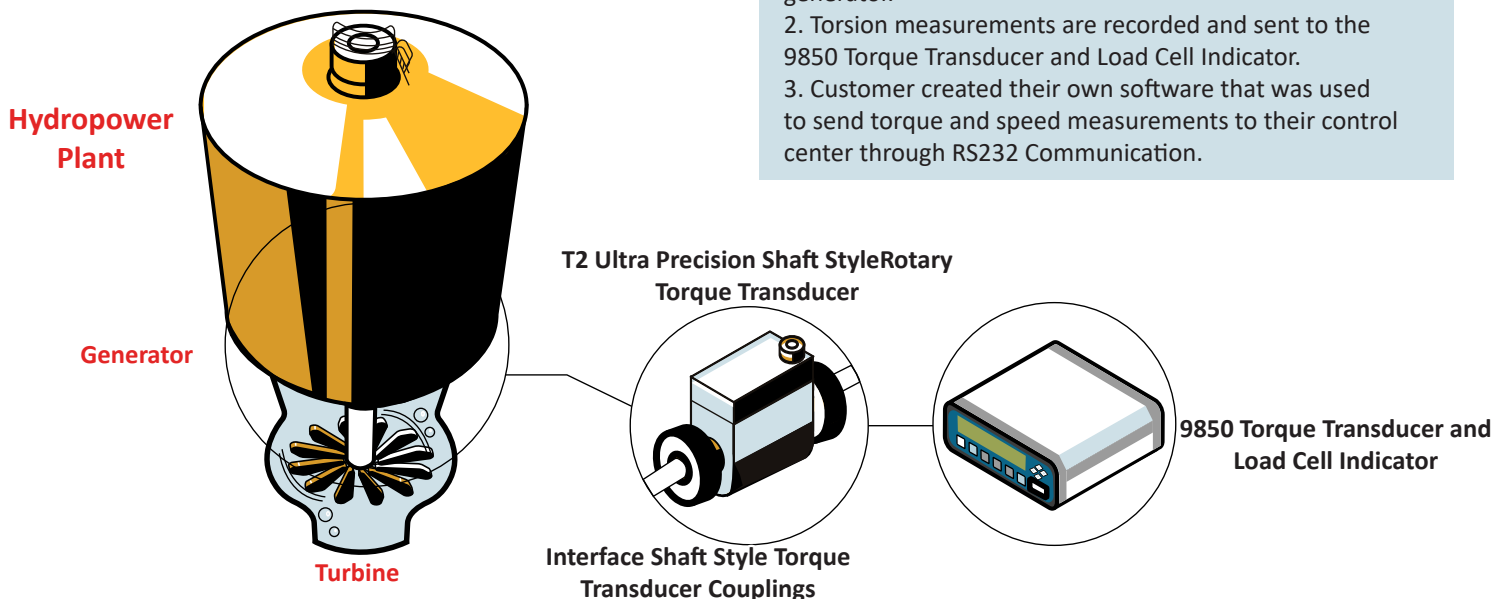 generator.
2. Torsion measurements are recorded and sent to the
9850 Torque Transducer and Load Cell Indicator.
3. Customer created their own software that was used
to send torque and speed measurements to their control
center through RS232 Communication.
Hydropower
Plant
T2 Ultra Precision Shaft StyleRotary
Torque Transducer
Generator
9850 Torque Transducer and
Load Cell Indicator
Interface Shaft Style Torque
Transducer Couplings
Turbine